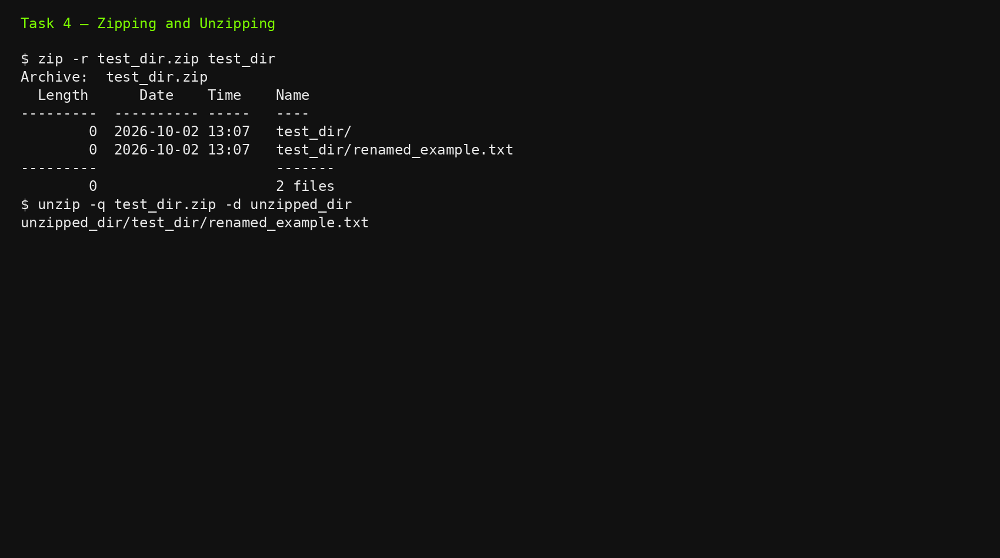 Task 4 — Zipping and Unzipping
$ zip -r test_dir.zip test_dir
Archive:  test_dir.zip
  Length      Date    Time    Name
---------  ---------- -----   ----
        0  2026-10-02 13:07   test_dir/
        0  2026-10-02 13:07   test_dir/renamed_example.txt
---------                     -------
        0                     2 files
$ unzip -q test_dir.zip -d unzipped_dir
unzipped_dir/test_dir/renamed_example.txt